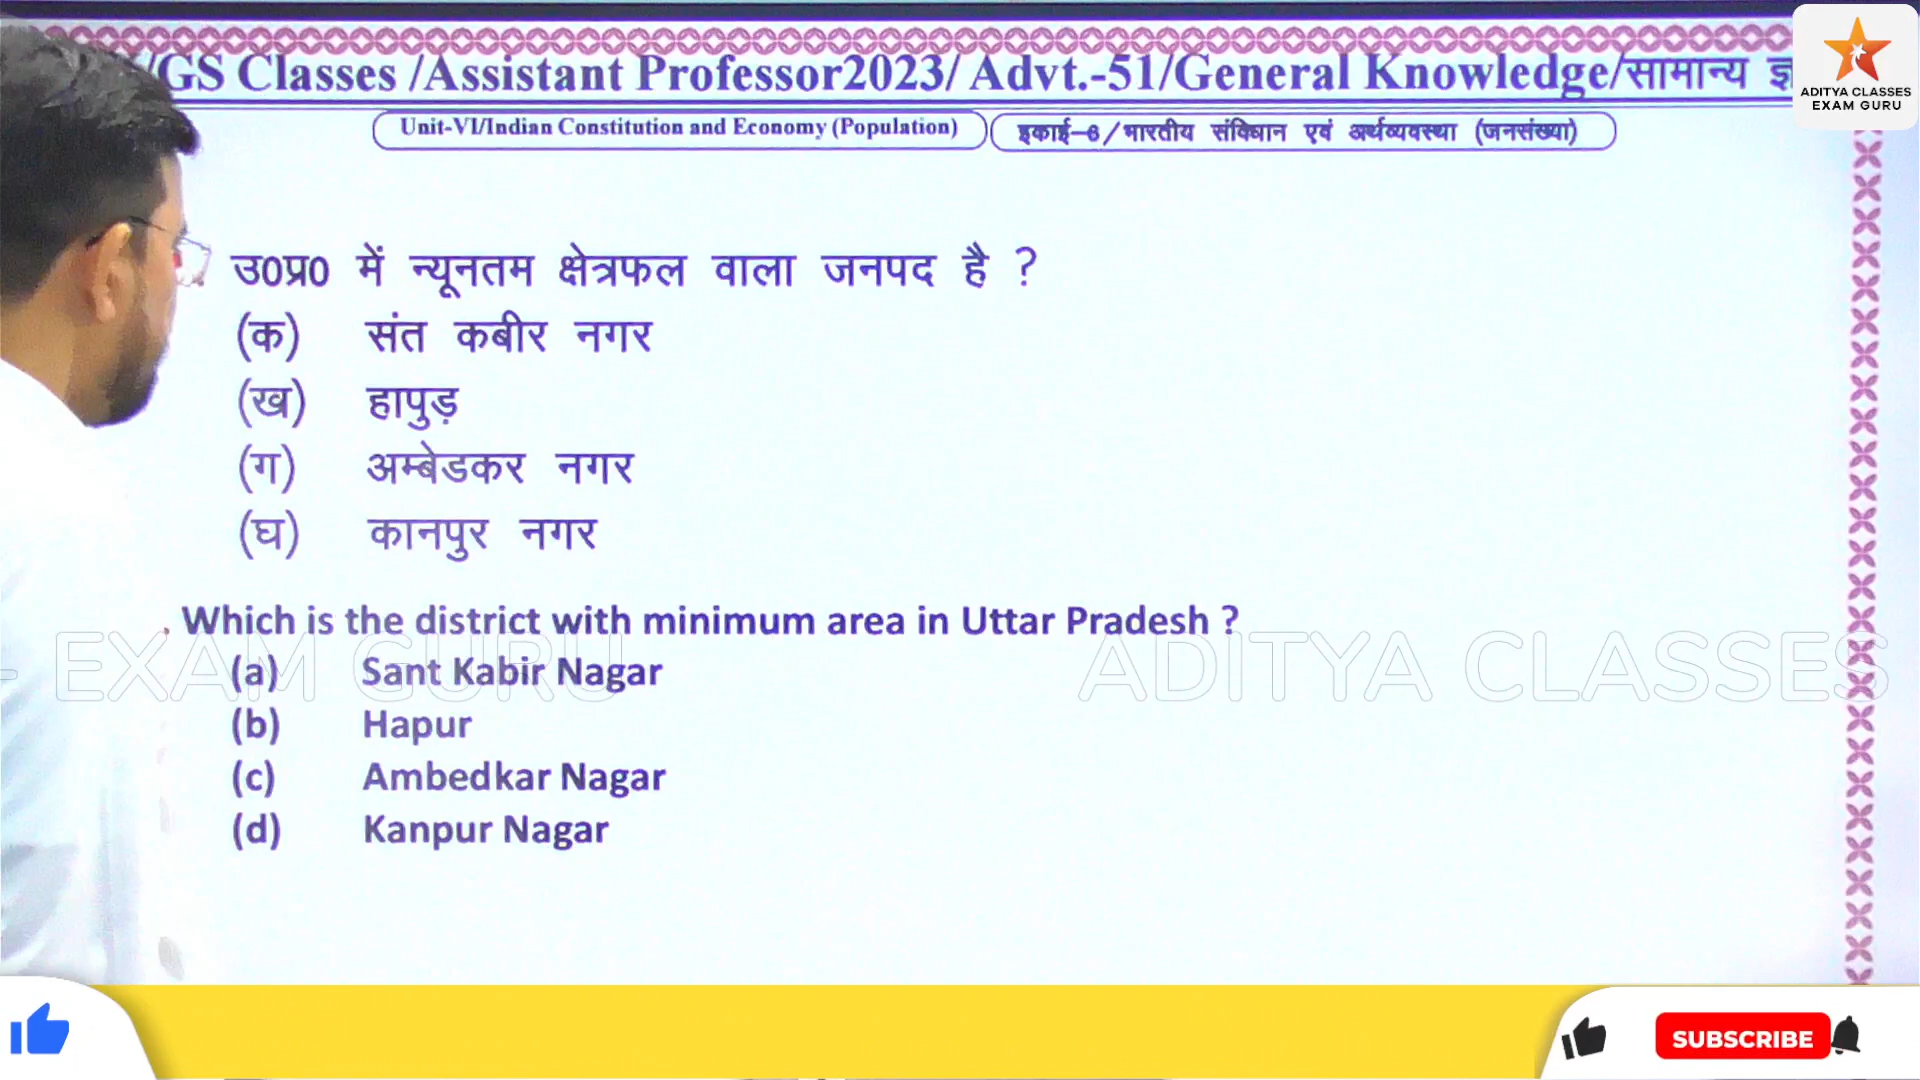 /GS Classes /Assistant Professor2023/ Advt.-51/General Knowledge/सामान्य
ADITYA CLASSES
EXAM GURU
Unit-VI/Indian Constitution and Economy (Population)
इकाई–6/भारतीय संविधान एवं अर्थव्यवस्था (जनसंख्या)
उ0प्र0 में न्यूनतम क्षेत्रफल वाला जनपद है ?
(क) संत कबीर नगर
(ख) हापुड़
(ग) अम्बेडकर नगर
(घ) कानपुर नगर
. Which is the district with minimum area in Uttar Pradesh ?
- EXAM GURU ADITYA CLASSES
(a) Sant Kabir Nagar
(b) Hapur
(c) Ambedkar Nagar
(d) Kanpur Nagar
SUBSCRIBE